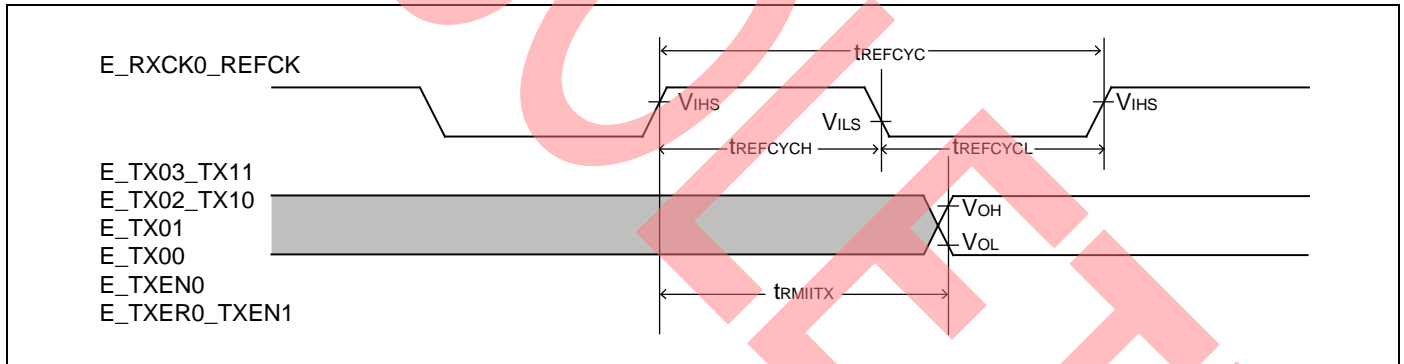 E_RXCK0_REFCK
tREFCYC
VIHS
VILS
VIHS
tREFCYCH
tREFCYCL
E_TX03_TX11
E_TX02_TX10
E_TX01
E_TX00
E_TXEN0
E_TXER0_TXEN1
VOH
VOL
tRMIITX